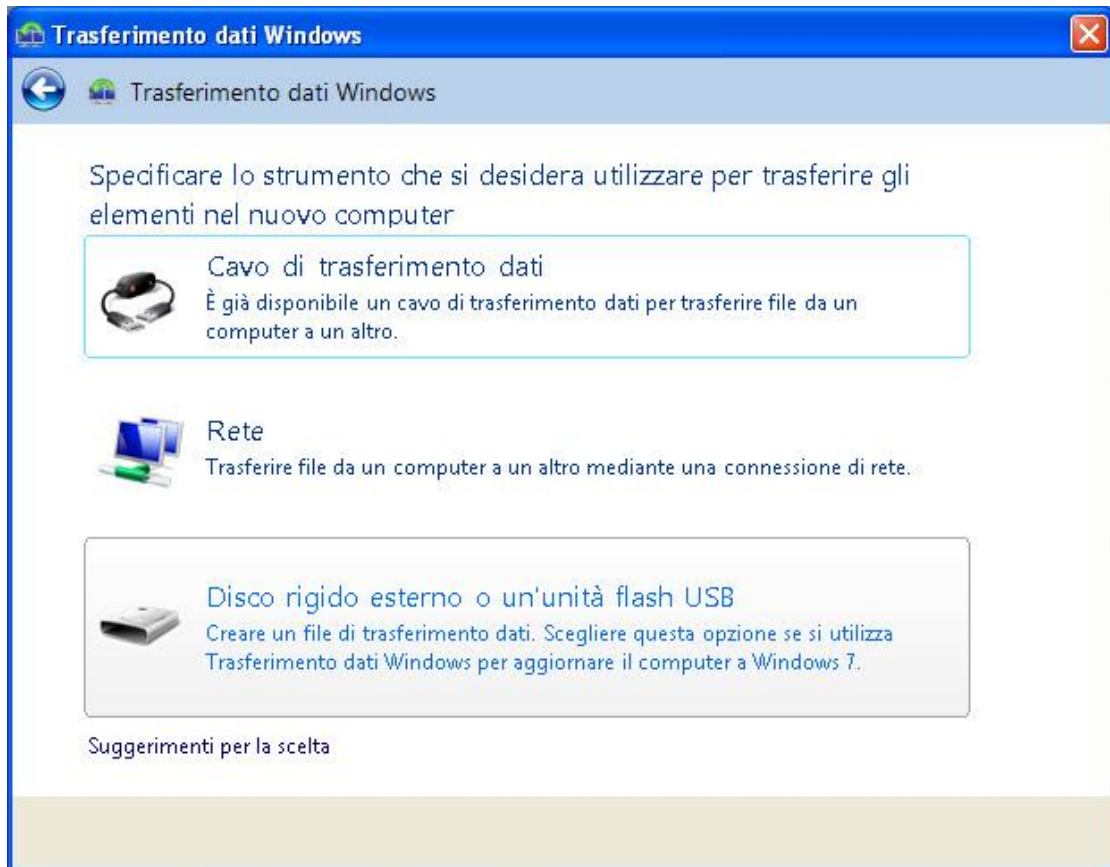 Trasferimento dati Windows
Trasferimento dati Windows
Specificare lo strumento che si desidera utilizzare per trasferire gli
elementi nel nuovo computer
Cavo di trasferimento dati
È già disponibile un cavo di trasferimento dati per trasferire file da un
computer a un altro.
Rete
Trasferire file da un computer a un altro mediante una connessione di rete.
Disco rigido esterno o un'unità flash USB
Creare un file di trasferimento dati. Scegliere questa opzione se si utilizza
Trasferimento dati Windows per aggiornare il computer a Windows 7.
Suggerimenti per la scelta